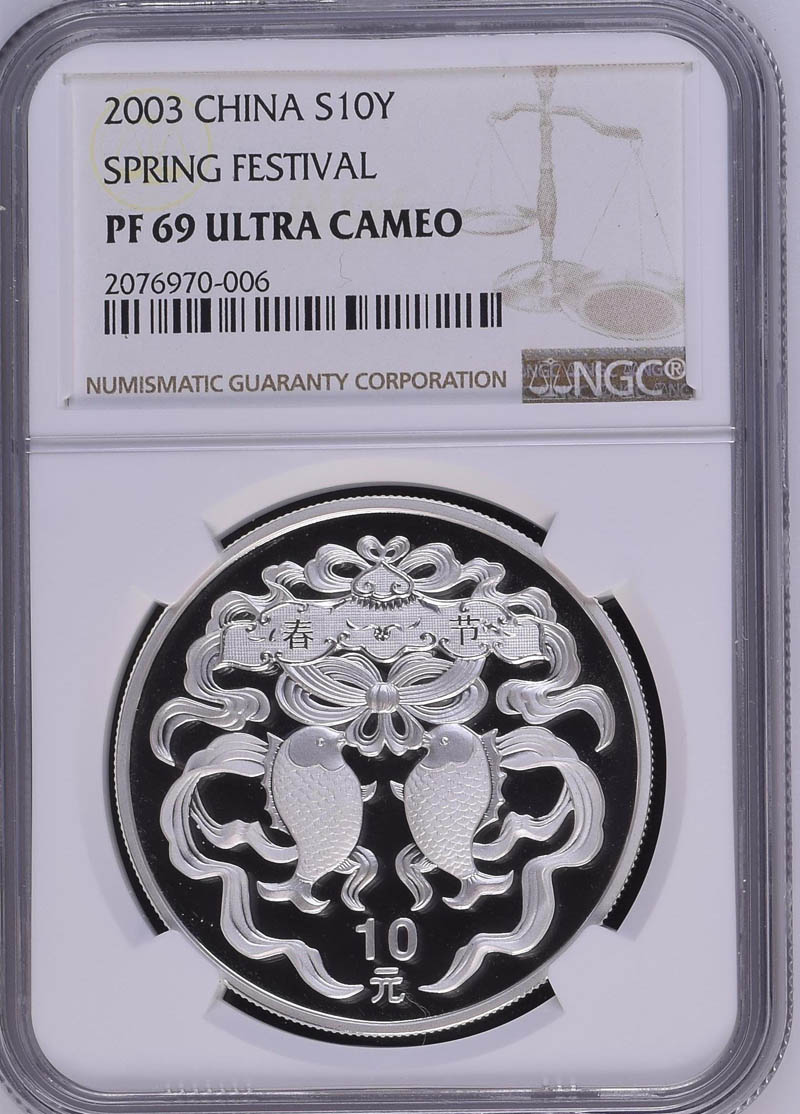 2003 CHINA S10Y
SPRING FESTIVAL
PF 69 ULTRA CAMEO
2076970-006
NUMISMATIC GUARANTY CORPORATION
NGC®
春 节
10
元